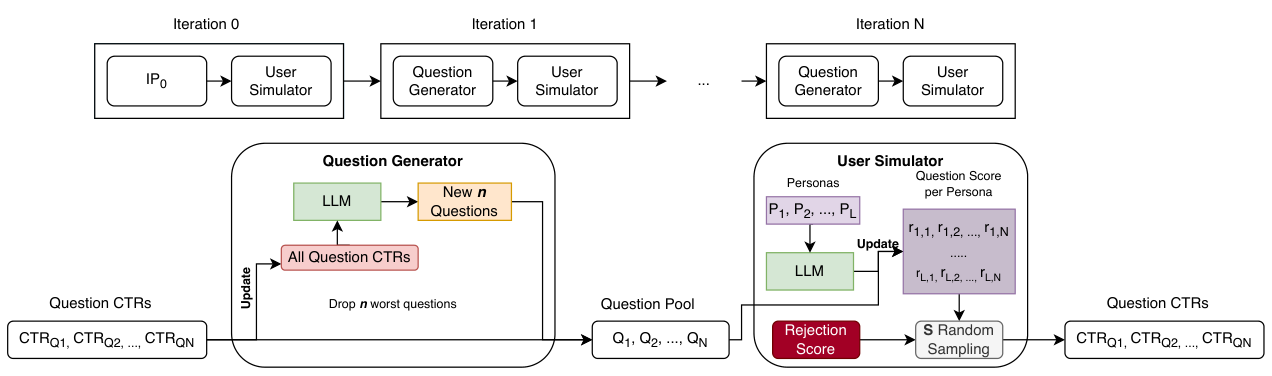 Iteration 0
Iteration 1
Iteration N
IP0
User
Simulator
Question
Generator
User
Simulator
...
Question
Generator
User
Simulator
Question Generator
LLM
New n
Questions
All Question CTRs
Update
Drop n worst questions
Question CTRs
CTRQ1, CTRQ2, ..., CTRQN
Question Pool
Q1, Q2, ..., QN
User Simulator
Personas
P1, P2, ..., PL
LLM
Update
Question Score
per Persona
r1,1, r1,2, ..., r1,N
.....
rL,1, rL,2, ..., rL,N
Rejection
Score
S Random
Sampling
Question CTRs
CTRQ1, CTRQ2, ..., CTRQN